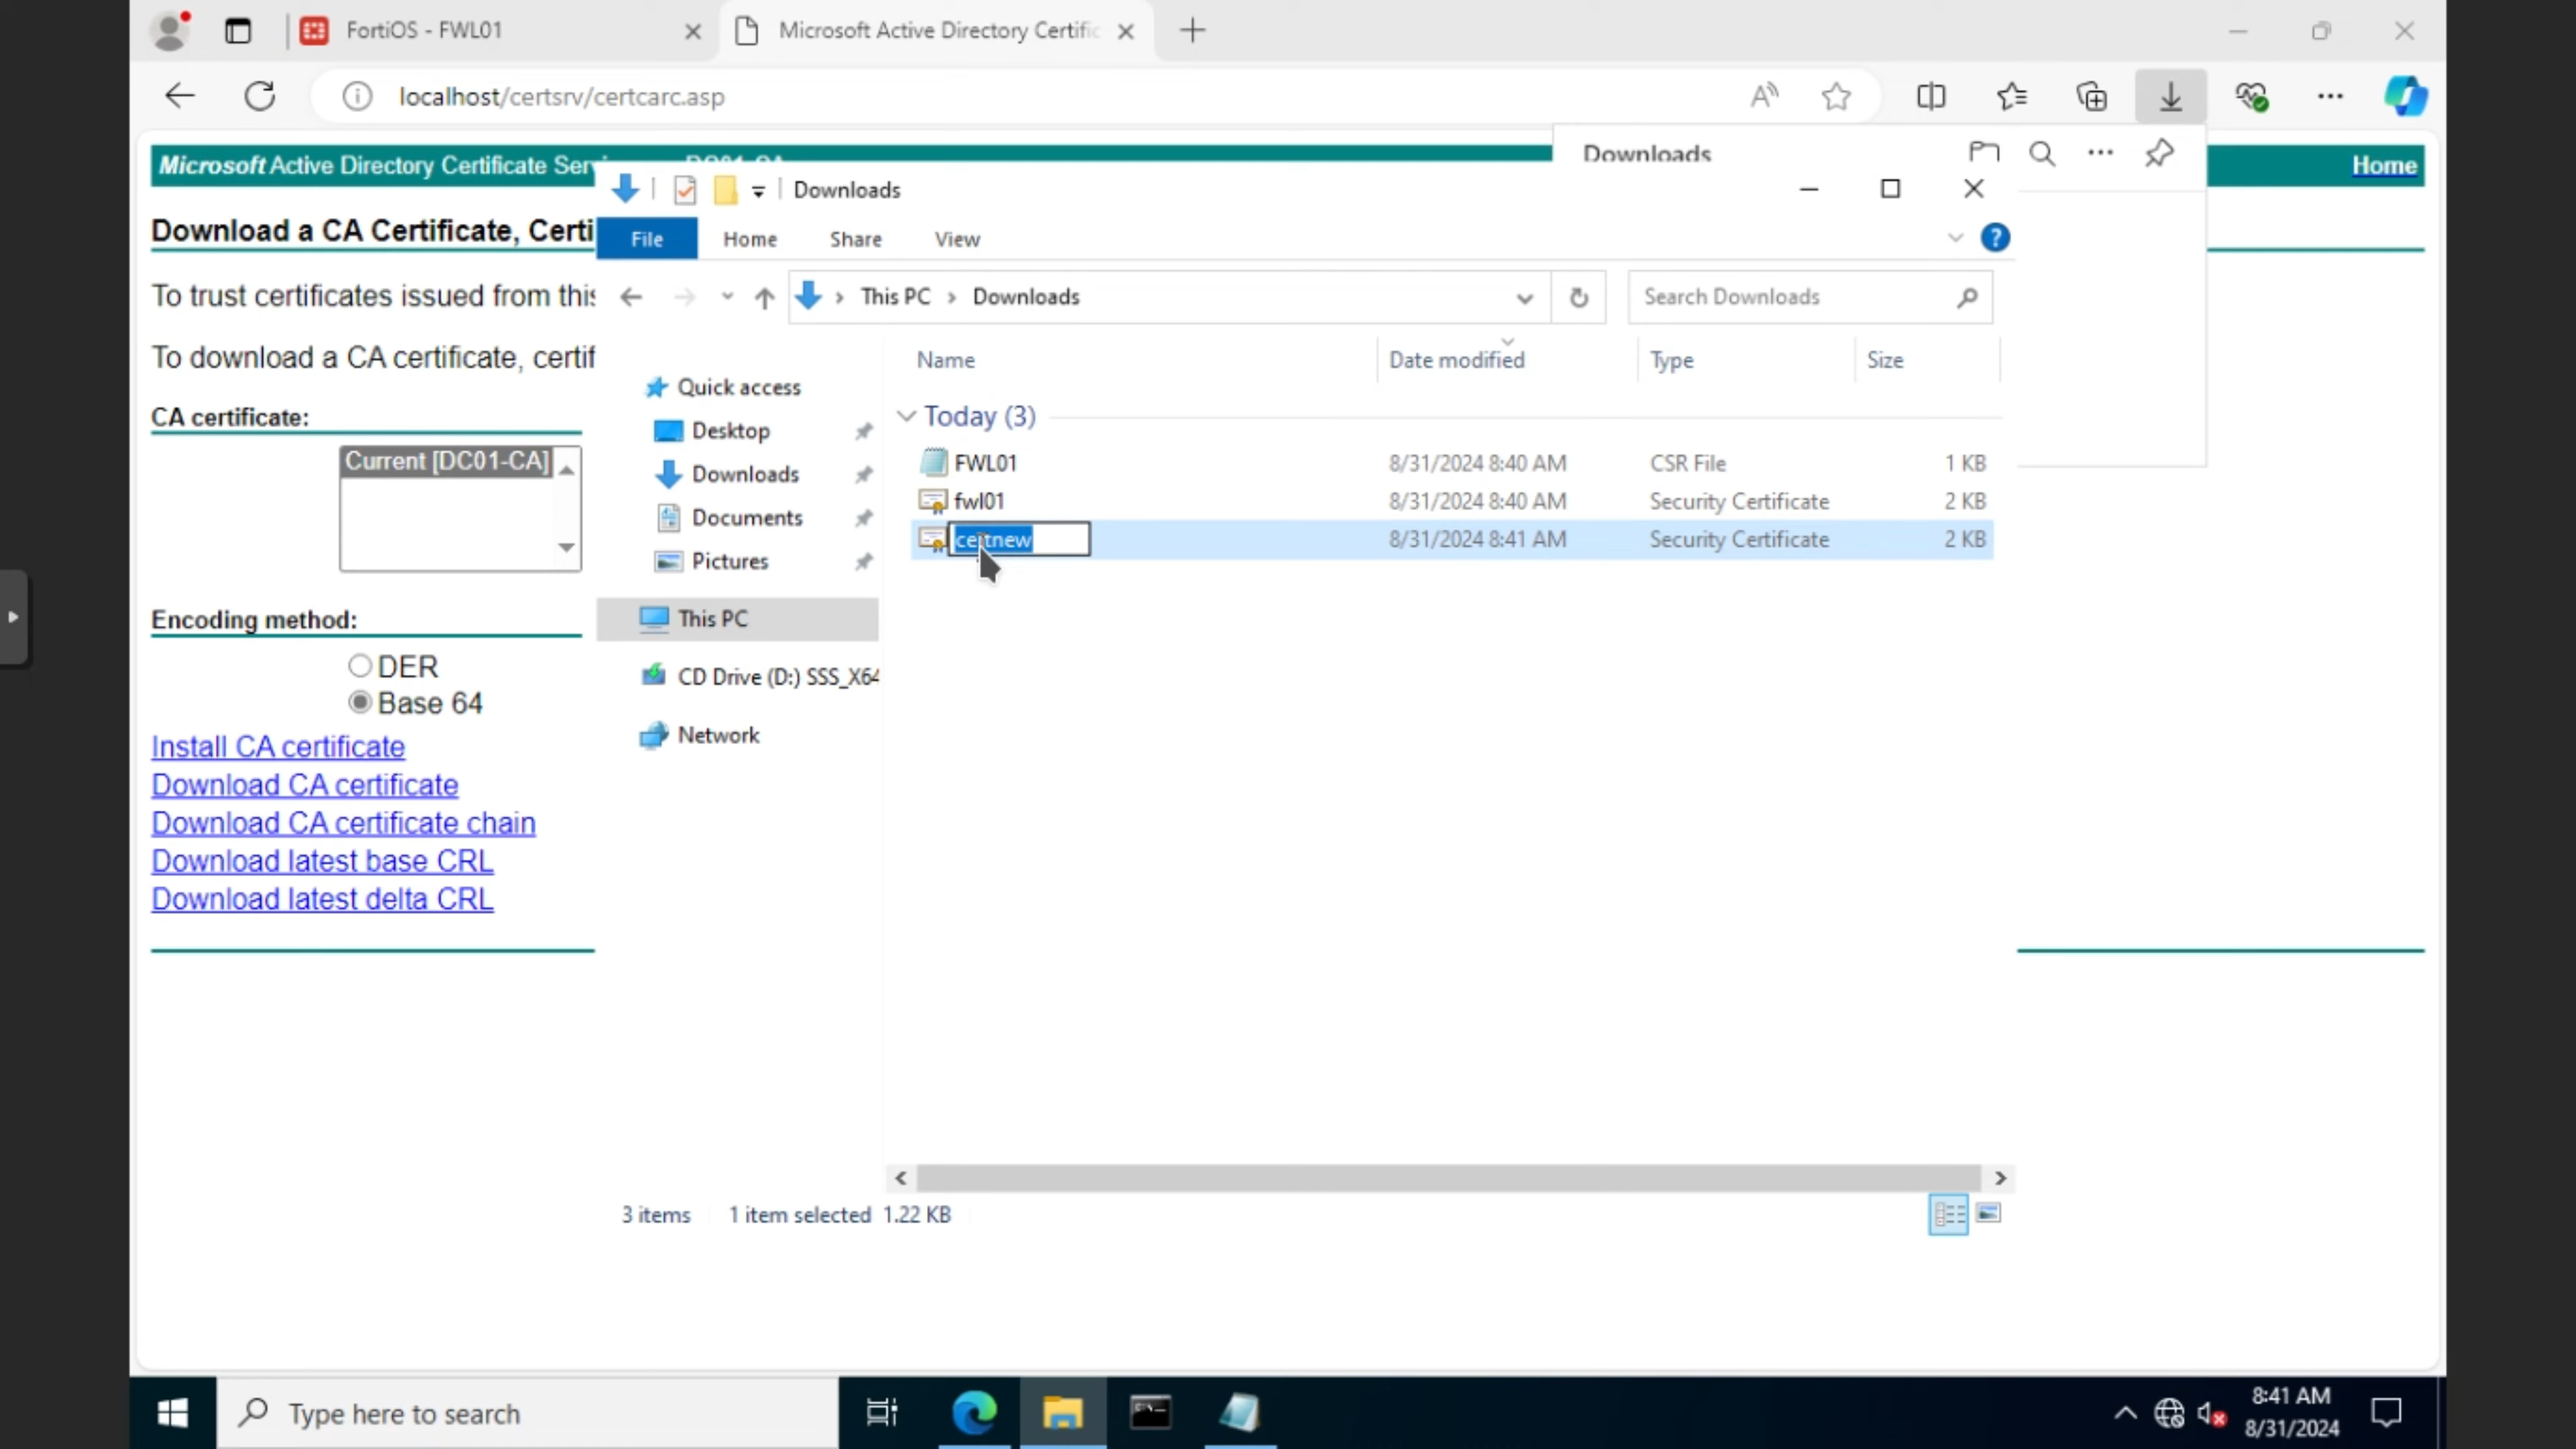 FortiOS - FWL01
Microsoft Active Directory Certific
localhost/certsrv/certcarc.asp
Microsoft Active Directory Certificate Ser
Home
Downloads
Downloads
Download a CA Certificate, Certi
File Home Share View
To trust certificates issued from this
This PC Downloads
Search Downloads
To download a CA certificate, certif
Name Date modified Type Size
Quick access
CA certificate:
Today (3)
Desktop
Current [DC01-CA]
FWL01 8/31/2024 8:40 AM CSR File 1 KB
Downloads
fwl01 8/31/2024 8:40 AM Security Certificate 2 KB
Documents
certnew 8/31/2024 8:41 AM Security Certificate 2 KB
Pictures
Encoding method:
This PC
DER
CD Drive (D:) SSS_X64
Base 64
Network
Install CA certificate
Download CA certificate
Download CA certificate chain
Download latest base CRL
Download latest delta CRL
3 items 1 item selected 1.22 KB
Type here to search
8:41 AM
8/31/2024